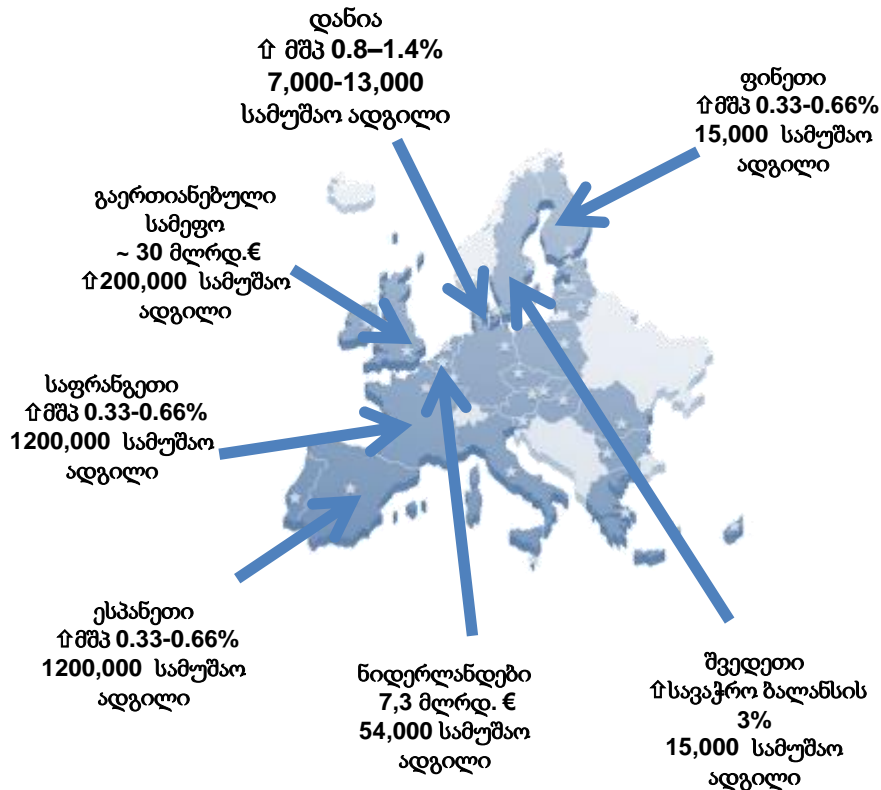 დანია
⇧ მშპ 0.8–1.4%
7,000-13,000
სამუშაო ადგილი
ფინეთი
⇧მშპ 0.33-0.66%
15,000 სამუშაო
ადგილი
გაერთიანებული
სამეფო
~ 30 მლრდ.€
⇧200,000 სამუშაო
ადგილი
საფრანგეთი
⇧მშპ 0.33-0.66%
1200,000 სამუშაო
ადგილი
ესპანეთი
⇧მშპ 0.33-0.66%
1200,000 სამუშაო
ადგილი
ნიდერლანდები
7,3 მლრდ. €
54,000 სამუშაო
ადგილი
შვედეთი
⇧სავაჭრო ბალანსის
3%
15,000 სამუშაო
ადგილი